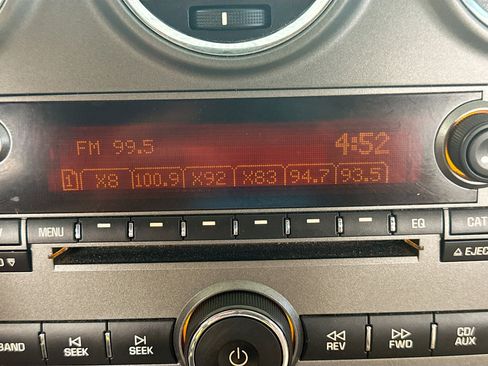 FM 99.5 4:52
1 X8 100.9 X92 X83 94.7 93.5
MENU EQ CAT
EJEC
BAND SEEK SEEK REV FWD CD/
AUX